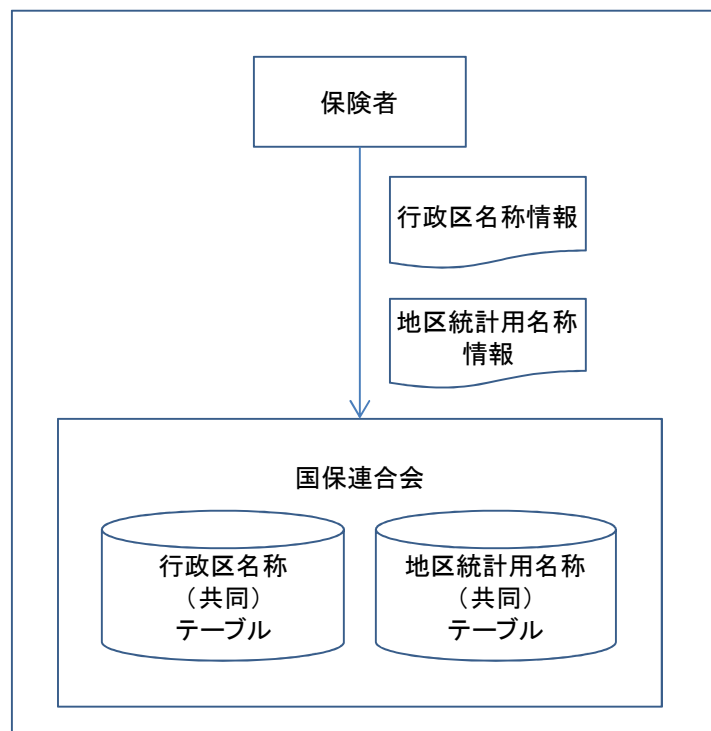 保険者
行政区名称情報
地区統計用名称
情報
国保連合会
行政区名称
（共同）
テーブル
地区統計用名称
（共同）
テーブル